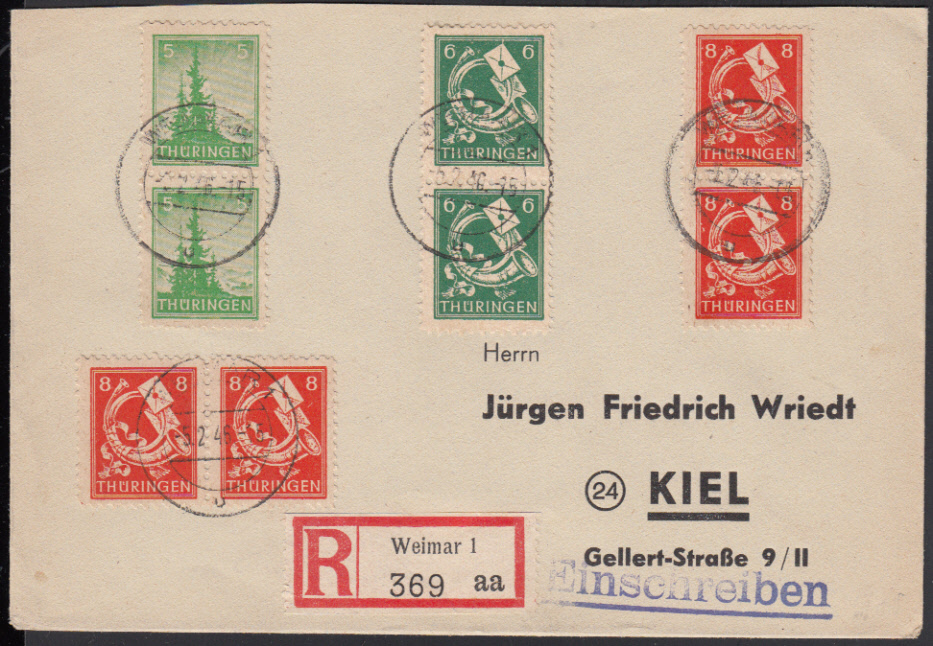 5 5
THÜRINGEN
5
THÜRINGEN
6 6
THÜRINGEN
6 6
THÜRINGEN
8 8
THÜRINGEN
8 8
THÜRINGEN
8 8
THÜRINGEN
8 8
THÜRINGEN
Herrn
Jürgen Friedrich Wriedt
24 KIEL
Gellert-Straße 9/II
R
Weimar 1
369 aa
Einschreiben